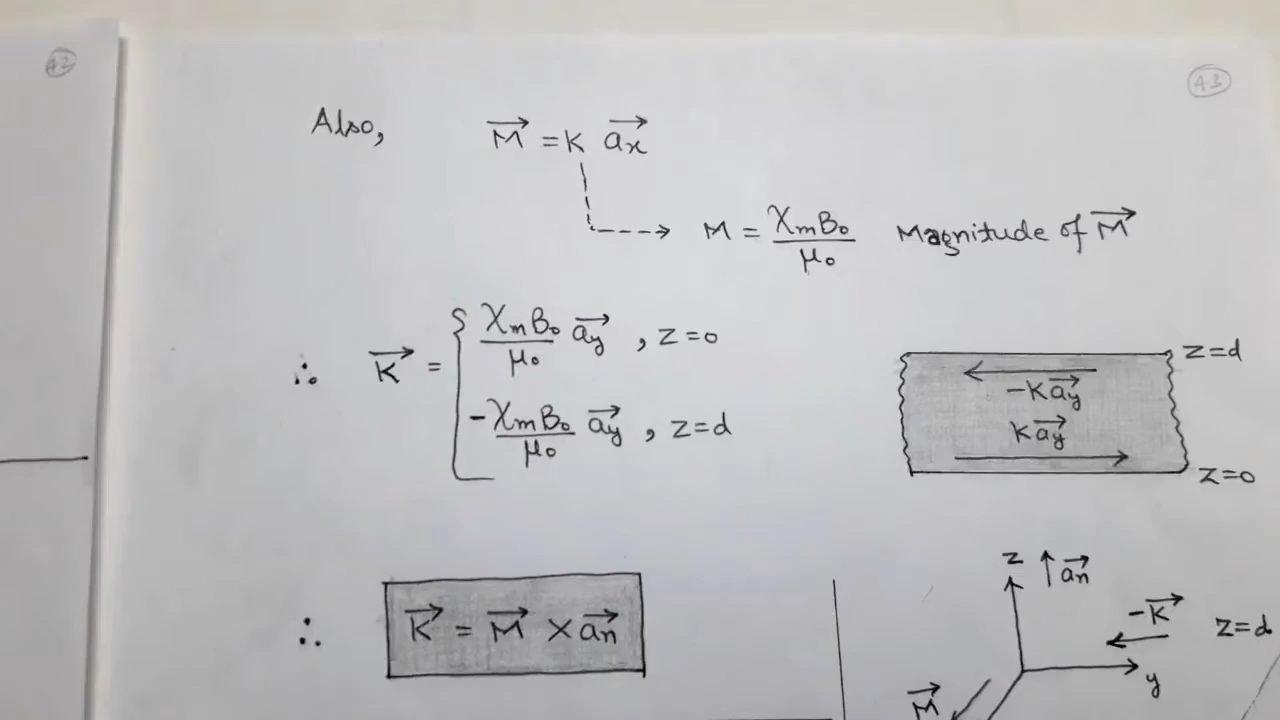 42
43
Also, M⃗ = K a⃗x
M = χmB₀/μ₀ Magnitude of M⃗
∴ K⃗ = { χmB₀/μ₀ a⃗y , z=0
-χmB₀/μ₀ a⃗y , z=d
z=d
-Ka⃗y
Ka⃗y
z=0
∴ K⃗ = M⃗ × a⃗n
z a⃗n
-K⃗ z=d
y
M⃗